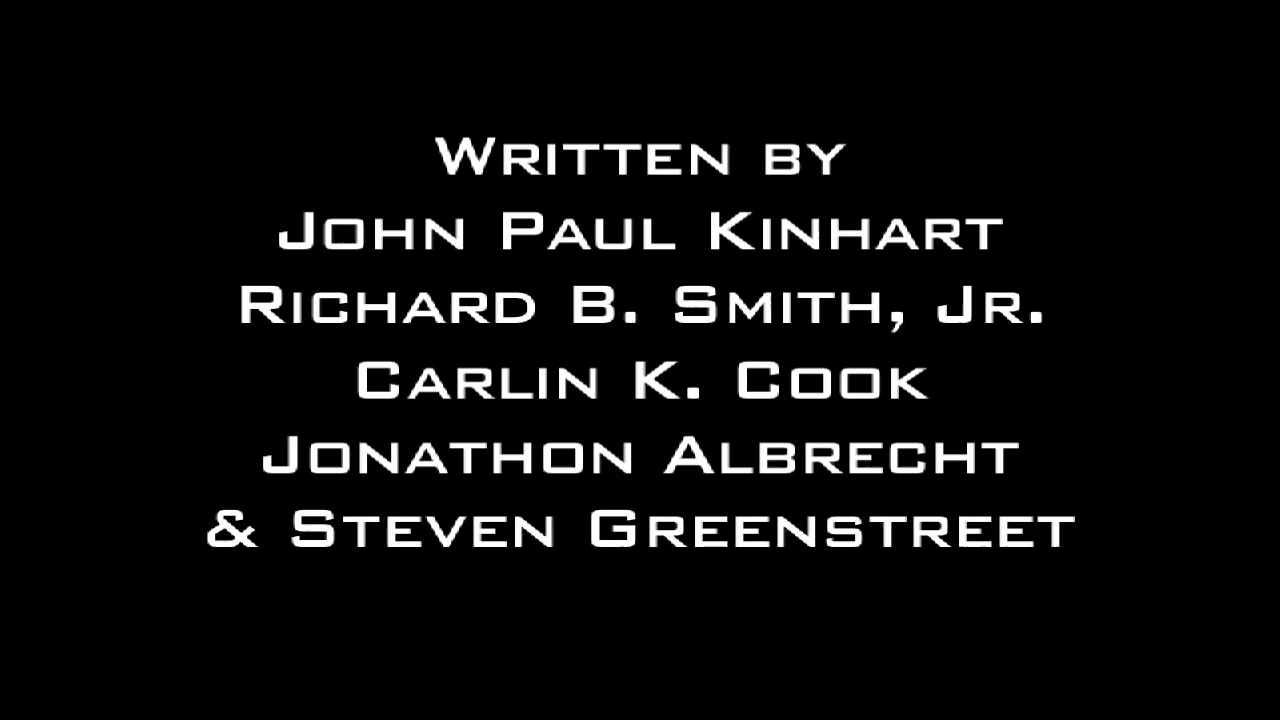 Written by
John Paul Kinhart
Richard B. Smith, Jr.
Carlin K. Cook
Jonathon Albrecht
& Steven Greenstreet